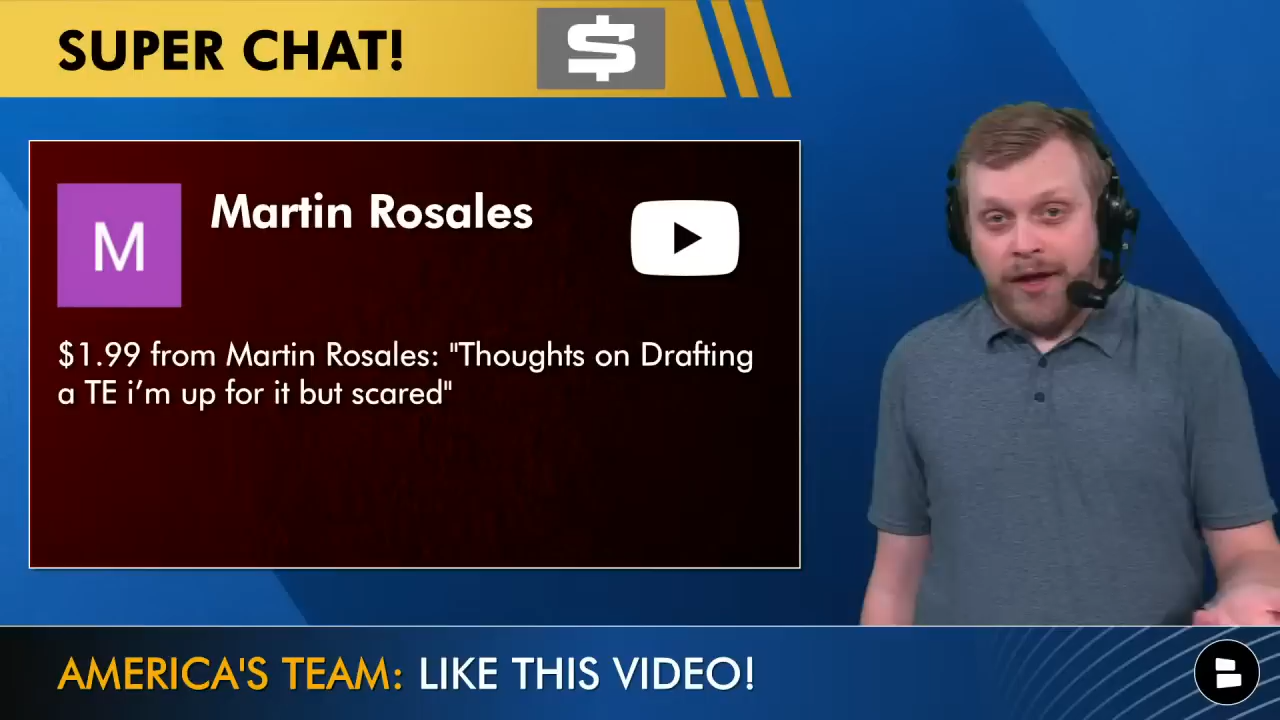 SUPER CHAT!
$
M
Martin Rosales
$1.99 from Martin Rosales: "Thoughts on Drafting
a TE i’m up for it but scared"
AMERICA'S TEAM: LIKE THIS VIDEO!